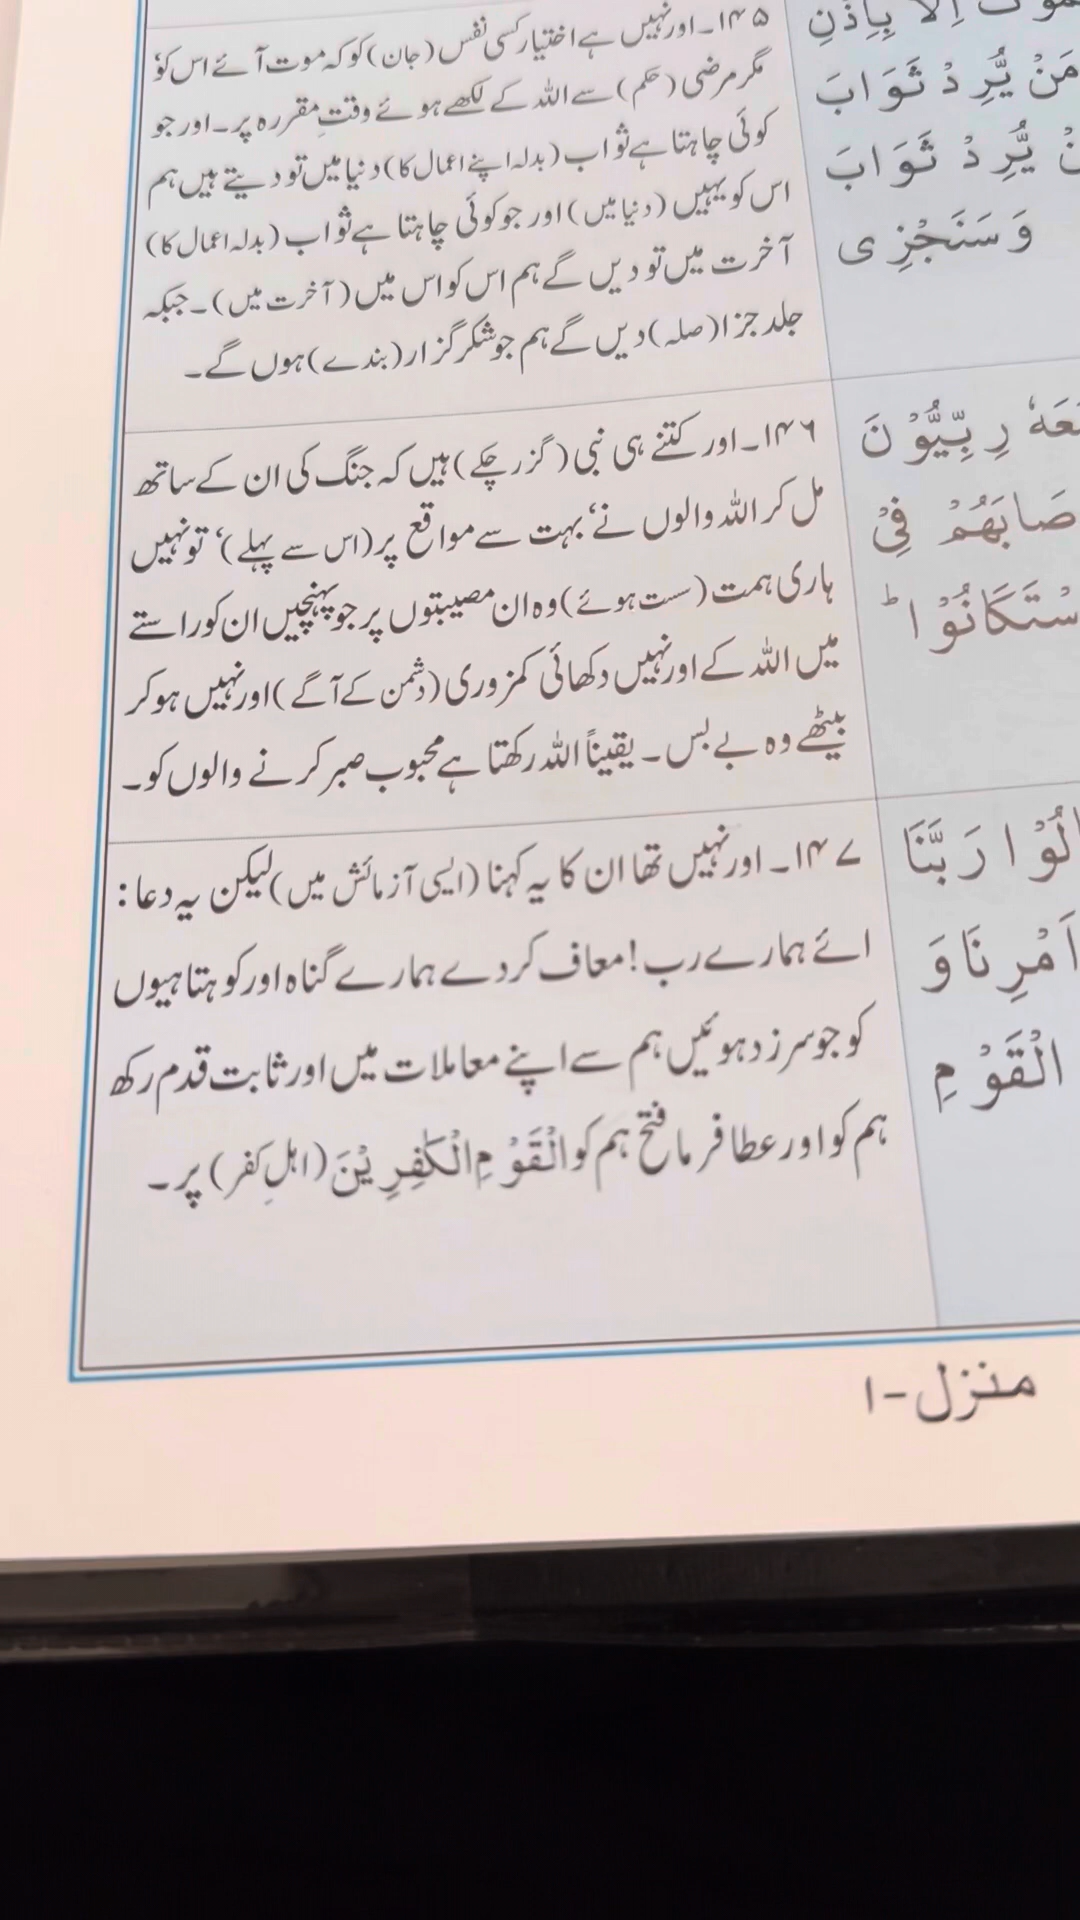 ۱۴۵۔ اور نہیں ہے اختیار کسی نفس (جان) کو کہ موت آئے اس کو
مگر مرضی (حکم) سے اللہ کے لکھے ہوئے وقتِ مقررہ پر۔ اور جو
کوئی چاہتا ہے ثواب (بدلہ اپنے اعمال کا) دنیا میں تو دیتے ہیں ہم
اس کو یہیں (دنیا میں) اور جو کوئی چاہتا ہے ثواب (بدلہ اعمال کا)
آخرت میں تو دیں گے ہم اس کو اس میں (آخرت میں)۔ جبکہ
جلد جزا (صلہ) دیں گے ہم جو شکر گزار (بندے) ہوں گے۔
اِلَّا بِاِذْنِ
مَنْ يُّرِدْ ثَوَابَ
يُّرِدْ ثَوَابَ
وَسَنَجْزِى
۱۴۶۔ اور کتنے ہی نبی (گزر چکے) ہیں کہ جنگ کی ان کے ساتھ
مل کر اللہ والوں نے، بہت سے مواقع پر (اس سے پہلے)، تو نہیں
ہاری ہمت (سست ہوئے) وہ ان مصیبتوں پر جو پہنچیں ان کو راستے
میں اللہ کے اور نہیں دکھائی کمزوری (دشمن کے آگے) اور نہیں ہو کر
بیٹھے وہ بے بس۔ یقیناً اللہ رکھتا ہے محبوب صبر کرنے والوں کو۔
عَهٗ رِبِّيُّوْنَ
صَابَهُمْ فِىْ
سْتَكَانُوْا ؕ
۱۴۷۔ اور نہیں تھا ان کا یہ کہنا (ایسی آزمائش میں) لیکن یہ دعا:
ائے ہمارے رب! معاف کردے ہمارے گناہ اور کوہتاہیوں
کو جو سرزد ہوئیں ہم سے اپنے معاملات میں اور ثابت قدم رکھ
ہم کو اور عطا فرما فتح ہم کو الْقَوْمِ الْكٰفِرِيْنَ (اہلِ کفر) پر۔
لُوْا رَبَّنَا
اَمْرِنَا وَ
الْقَوْمِ
منزل-۱